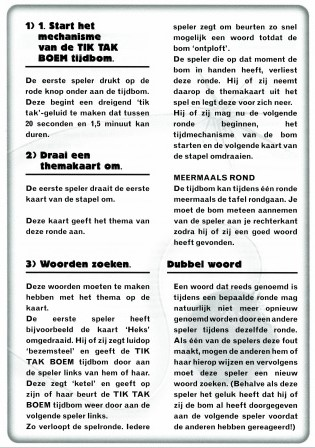 1) 1. Start het
mechanisme
van de TIK TAK
BOEM tijdbom.
De eerste speler drukt op de
rode knop onder aan de tijdbom.
Deze begint een dreigend 'tik
tak'-geluid te maken dat tussen
20 seconden en 1,5 minuut kan
duren.
2) Draai een
themakaart om.
De eerste speler draait de eerste
kaart van de stapel om.
Deze kaart geeft het thema van
deze ronde aan.
3) Woorden zoeken.
Deze woorden moeten te maken
hebben met het thema op de
kaart.
De eerste speler heeft
bijvoorbeeld de kaart 'Heks'
omgedraaid. Hij of zij zegt luidop
'bezemsteel' en geeft de TIK
TAK BOEM tijdbom door aan
de speler links van hem of haar.
Deze zegt 'ketel' en geeft op
zijn of haar beurt de TIK TAK
BOEM tijdbom weer door aan de
volgende speler links.
Zo verloopt de spelronde. Iedere
speler zegt om beurten zo snel
mogelijk een woord totdat de
bom 'ontploft'.
De speler die op dat moment de
bom in handen heeft, verliest
deze ronde. Hij of zij neemt
daarop de themakaart uit het
spel en legt deze voor zich neer.
Hij of zij mag nu de volgende
ronde beginnen, het
tijdmechanisme van de bom
starten en de volgende kaart van
de stapel omdraaien.
MEERMAALS ROND
De tijdbom kan tijdens één ronde
meermaals de tafel rondgaan. Je
moet de bom meteen aannemen
van de speler aan je rechterkant
zodra hij of zij een goed woord
heeft gevonden.
Dubbel woord
Een woord dat reeds genoemd is
tijdens een bepaalde ronde mag
natuurlijk niet meer opnieuw
genoemd worden door een andere
speler tijdens dezelfde ronde.
Als één van de spelers deze fout
maakt, mogen de anderen hem of
haar hierop wijzen en vervolgens
moet deze speler een nieuw
woord zoeken. (Behalve als deze
speler het geluk heeft dat hij of
zij de bom al heeft doorgegeven
aan de volgende speler voordat
de anderen hebben gereageerd!)